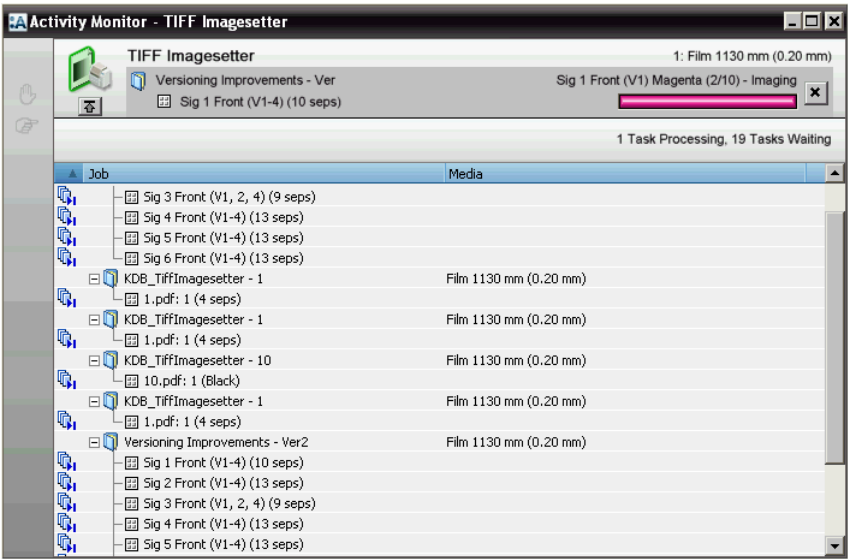 Activity Monitor - TIFF Imagesetter
TIFF Imagesetter
1: Film 1130 mm (0.20 mm)
Versioning Improvements - Ver
Sig 1 Front (V1) Magenta (2/10) - Imaging
Sig 1 Front (V1-4) (10 seps)
1 Task Processing, 19 Tasks Waiting
Job Media
Sig 3 Front (V1, 2, 4) (9 seps)
Sig 4 Front (V1-4) (13 seps)
Sig 5 Front (V1-4) (13 seps)
Sig 6 Front (V1-4) (13 seps)
KDB_TiffImagesetter - 1 Film 1130 mm (0.20 mm)
1.pdf: 1 (4 seps)
KDB_TiffImagesetter - 1 Film 1130 mm (0.20 mm)
1.pdf: 1 (4 seps)
KDB_TiffImagesetter - 10 Film 1130 mm (0.20 mm)
10.pdf: 1 (Black)
KDB_TiffImagesetter - 1 Film 1130 mm (0.20 mm)
1.pdf: 1 (4 seps)
Versioning Improvements - Ver2 Film 1130 mm (0.20 mm)
Sig 1 Front (V1-4) (10 seps)
Sig 2 Front (V1-4) (13 seps)
Sig 3 Front (V1, 2, 4) (9 seps)
Sig 4 Front (V1-4) (13 seps)
Sig 5 Front (V1-4) (13 seps)